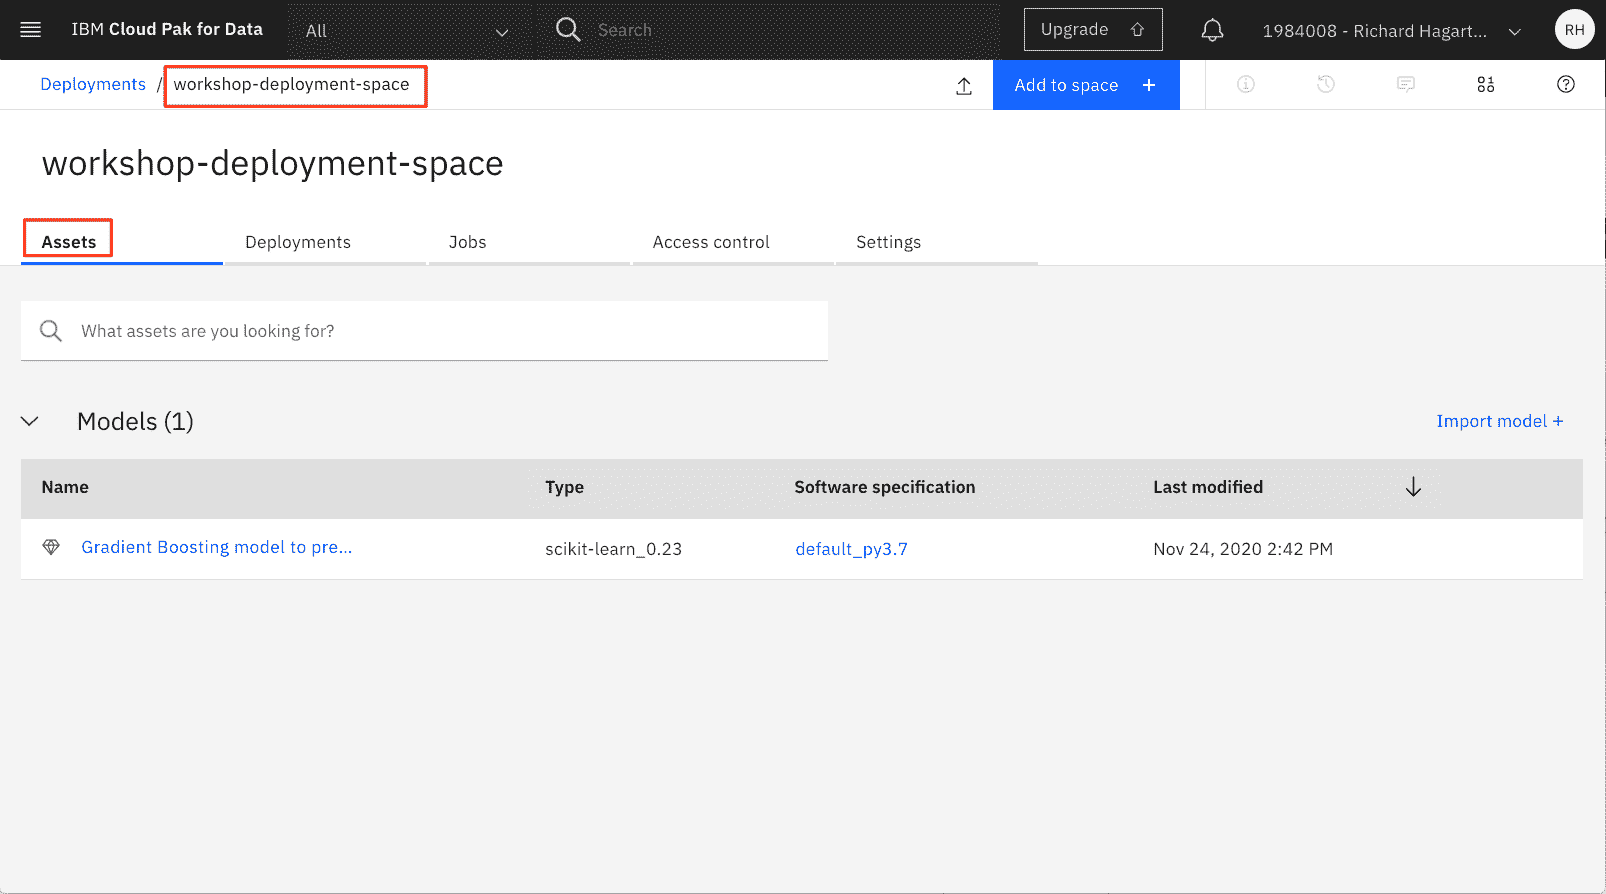 IBM Cloud Pak for Data All Search Upgrade 1984008 - Richard Hagart... RH
Deployments / workshop-deployment-space Add to space +
workshop-deployment-space
Assets Deployments Jobs Access control Settings
What assets are you looking for?
Models (1) Import model +
Name Type Software specification Last modified
Gradient Boosting model to pre... scikit-learn_0.23 default_py3.7 Nov 24, 2020 2:42 PM